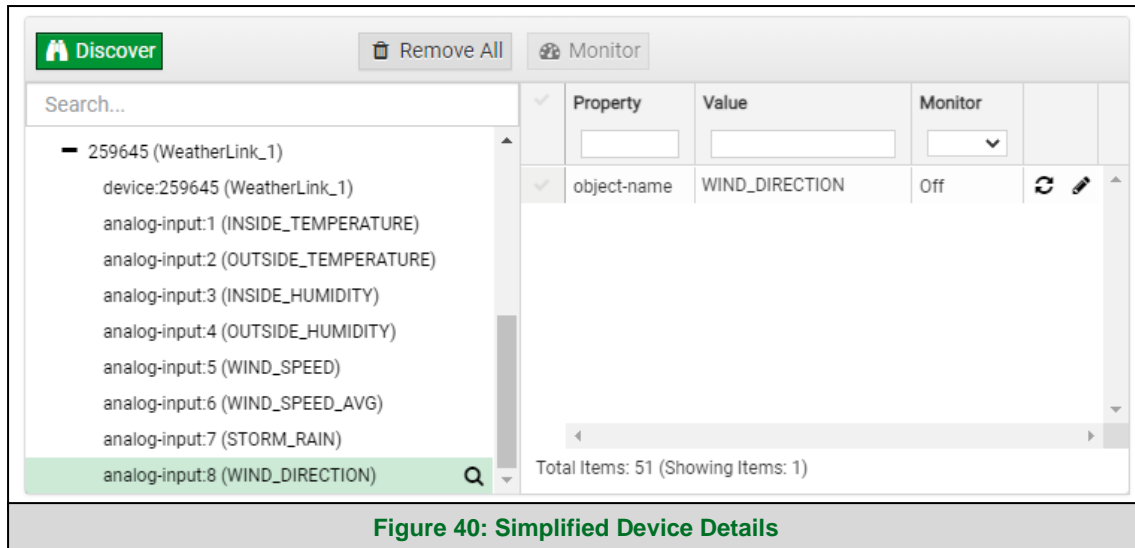 Discover
Remove All
Monitor
Search...
259645 (WeatherLink_1)
device:259645 (WeatherLink_1)
analog-input:1 (INSIDE_TEMPERATURE)
analog-input:2 (OUTSIDE_TEMPERATURE)
analog-input:3 (INSIDE_HUMIDITY)
analog-input:4 (OUTSIDE_HUMIDITY)
analog-input:5 (WIND_SPEED)
analog-input:6 (WIND_SPEED_AVG)
analog-input:7 (STORM_RAIN)
analog-input:8 (WIND_DIRECTION)
Property Value Monitor
object-name WIND_DIRECTION Off
Total Items: 51 (Showing Items: 1)
Figure 40: Simplified Device Details